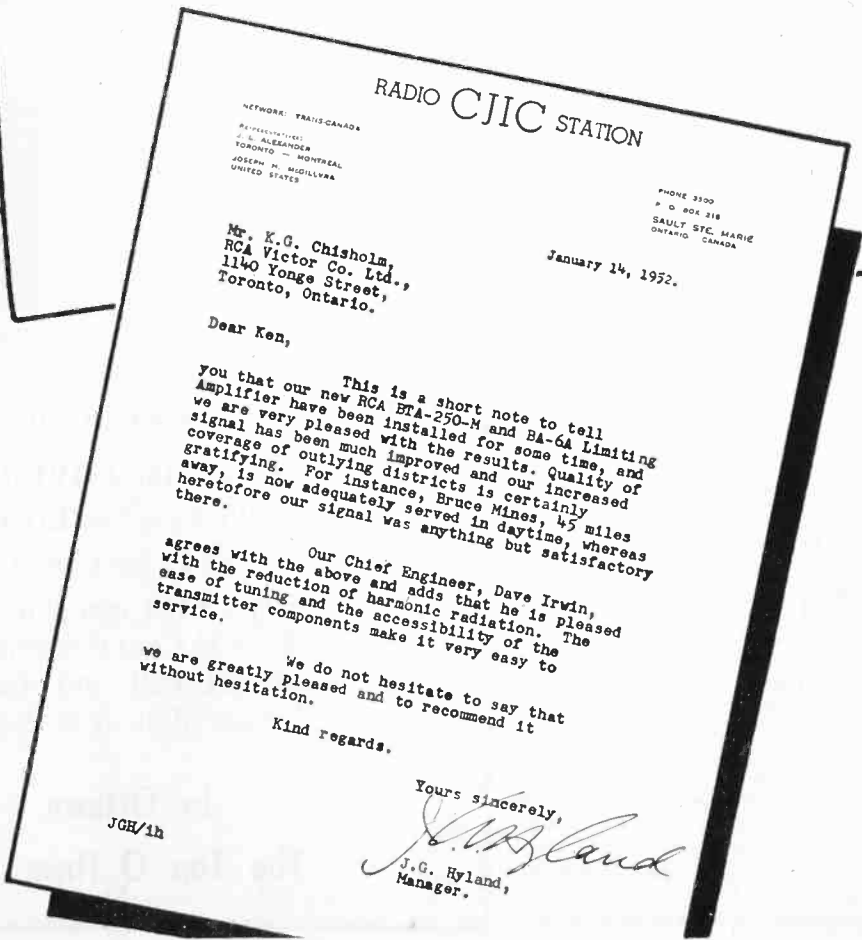 RADIO CJIC STATION
NETWORK: TRANS-CANADA
REPRESENTATIVES:
J. L. ALEXANDER
TORONTO — MONTREAL
JOSEPH H. McGILLVRA
UNITED STATES
PHONE 3300
P. O. BOX 218
SAULT STE. MARIE
ONTARIO CANADA
January 14, 1952.
Mr. K.G. Chisholm,
RCA Victor Co. Ltd.,
1140 Yonge Street,
Toronto, Ontario.
Dear Ken,
This is a short note to tell
you that our new RCA BTA-250-M and BA-6A Limiting
Amplifier have been installed for some time, and
we are very pleased with the results. Quality of
signal has been much improved and our increased
coverage of outlying districts is certainly
gratifying. For instance, Bruce Mines, 45 miles
away, is now adequately served in daytime, whereas
heretofore our signal was anything but satisfactory
there.
Our Chief Engineer, Dave Irwin,
agrees with the above and adds that he is pleased
with the reduction of harmonic radiation. The
ease of tuning and the accessibility of the
transmitter components make it very easy to
service.
We do not hesitate to say that
we are greatly pleased and to recommend it
without hesitation.
Kind regards.
Yours sincerely,
J.G. Hyland
J.G. Hyland,
Manager.
JGH/lh